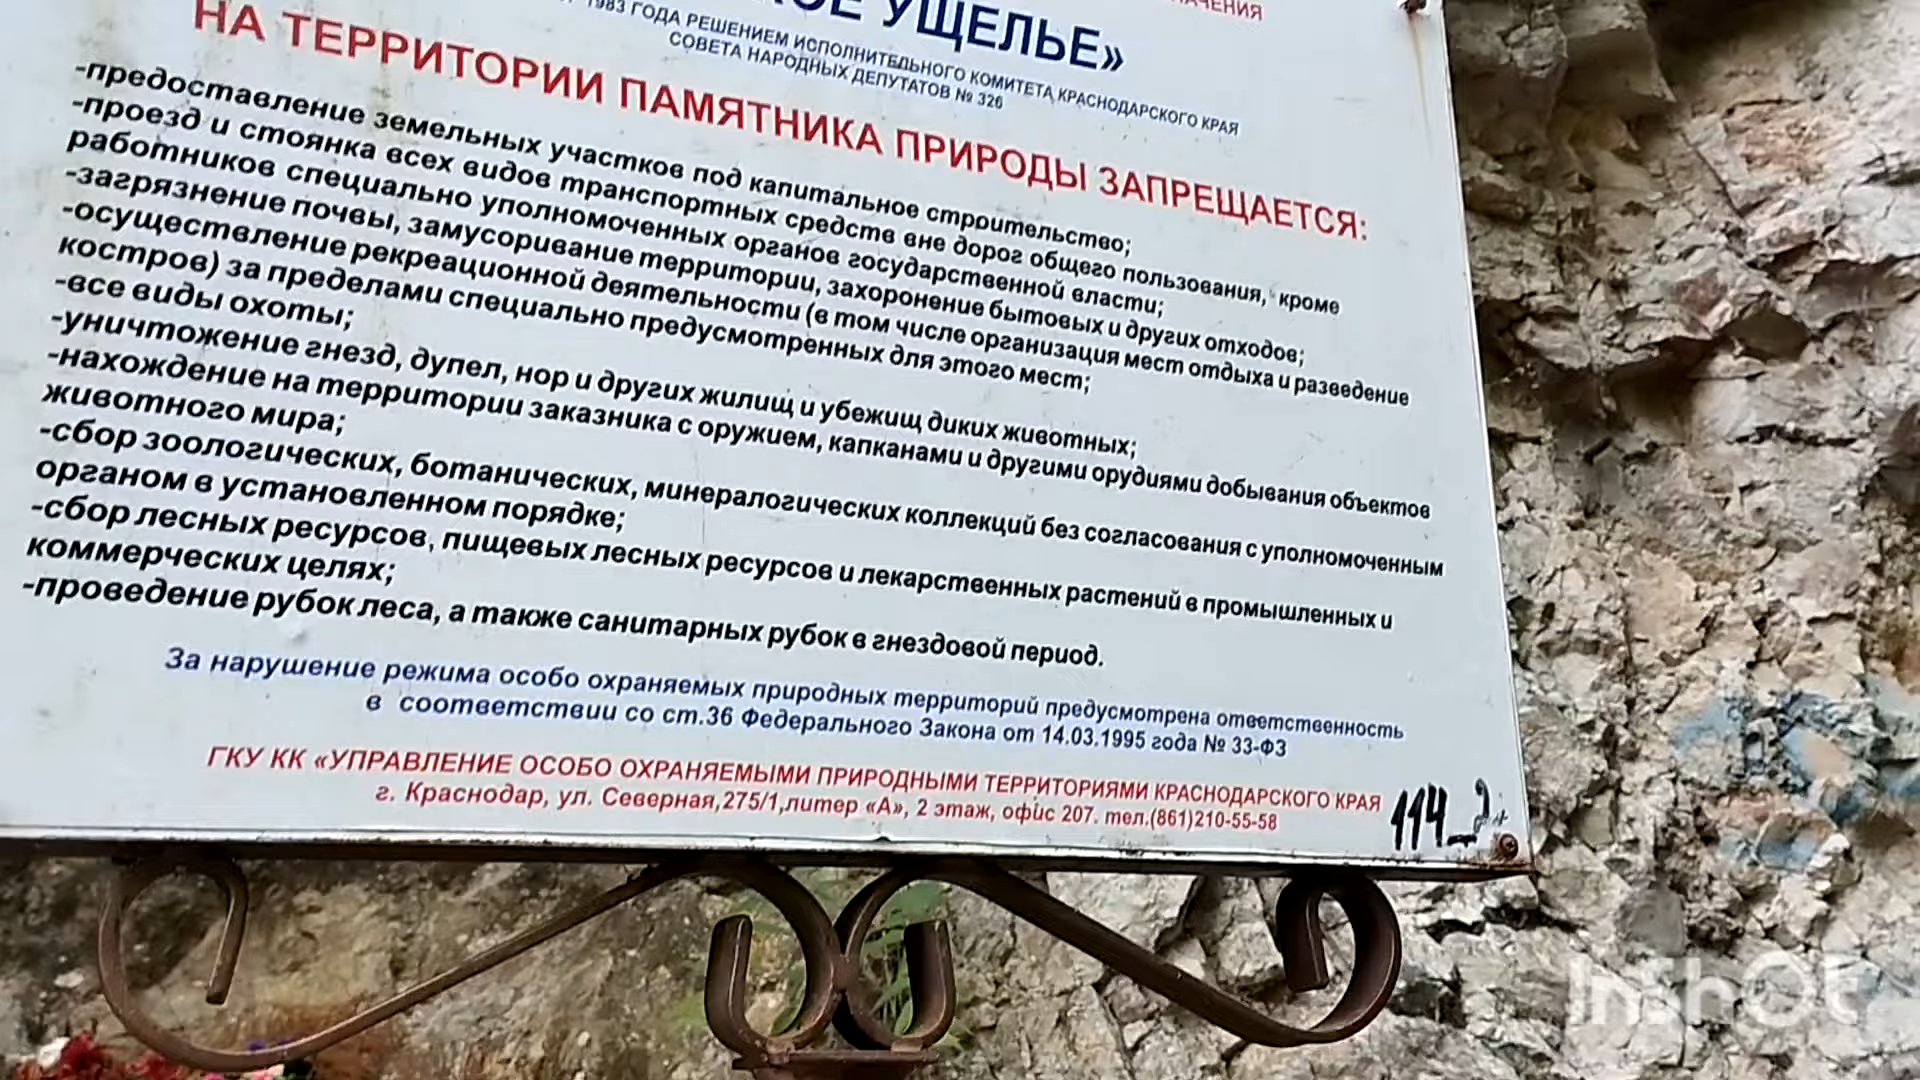 УЩЕЛЬЕ»
1983 ГОДА РЕШЕНИЕМ ИСПОЛНИТЕЛЬНОГО КОМИТЕТА КРАСНОДАРСКОГО КРАЯ
СОВЕТА НАРОДНЫХ ДЕПУТАТОВ № 326
НА ТЕРРИТОРИИ ПАМЯТНИКА ПРИРОДЫ ЗАПРЕЩАЕТСЯ:
-предоставление земельных участков под капитальное строительство;
-проезд и стоянка всех видов транспортных средств вне дорог общего пользования, кроме
работников специально уполномоченных органов государственной власти;
-загрязнение почвы, замусоривание территории, захоронение бытовых и других отходов;
-осуществление рекреационной деятельности (в том числе организация мест отдыха и разведение
костров) за пределами специально предусмотренных для этого мест;
-все виды охоты;
-уничтожение гнезд, дупел, нор и других жилищ и убежищ диких животных;
-нахождение на территории заказника с оружием, капканами и другими орудиями добывания объектов
животного мира;
-сбор зоологических, ботанических, минералогических коллекций без согласования с уполномоченным
органом в установленном порядке;
-сбор лесных ресурсов, пищевых лесных ресурсов и лекарственных растений в промышленных и
коммерческих целях;
-проведение рубок леса, а также санитарных рубок в гнездовой период.
За нарушение режима особо охраняемых природных территорий предусмотрена ответственность
в соответствии со ст.36 Федерального Закона от 14.03.1995 года № 33-ФЗ
ГКУ КК «УПРАВЛЕНИЕ ОСОБО ОХРАНЯЕМЫМИ ПРИРОДНЫМИ ТЕРРИТОРИЯМИ КРАСНОДАРСКОГО КРАЯ
г. Краснодар, ул. Северная,275/1,литер «А», 2 этаж, офис 207. тел.(861)210-55-58
InShOt